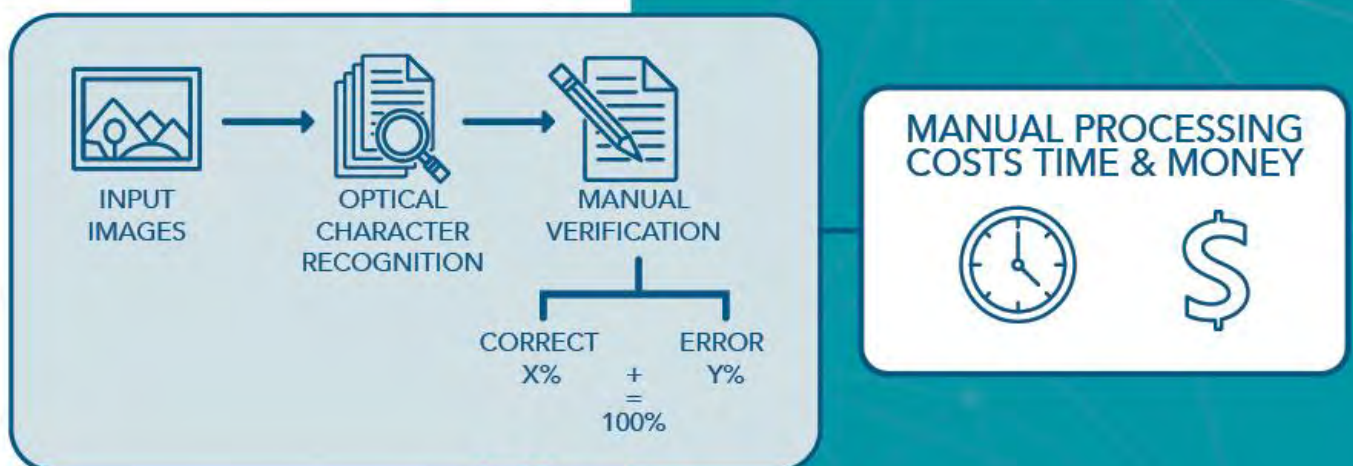 INPUT
IMAGES
OPTICAL
CHARACTER
RECOGNITION
MANUAL
VERIFICATION
CORRECT
X%
+
=
100%
ERROR
Y%
MANUAL PROCESSING
COSTS TIME & MONEY
$